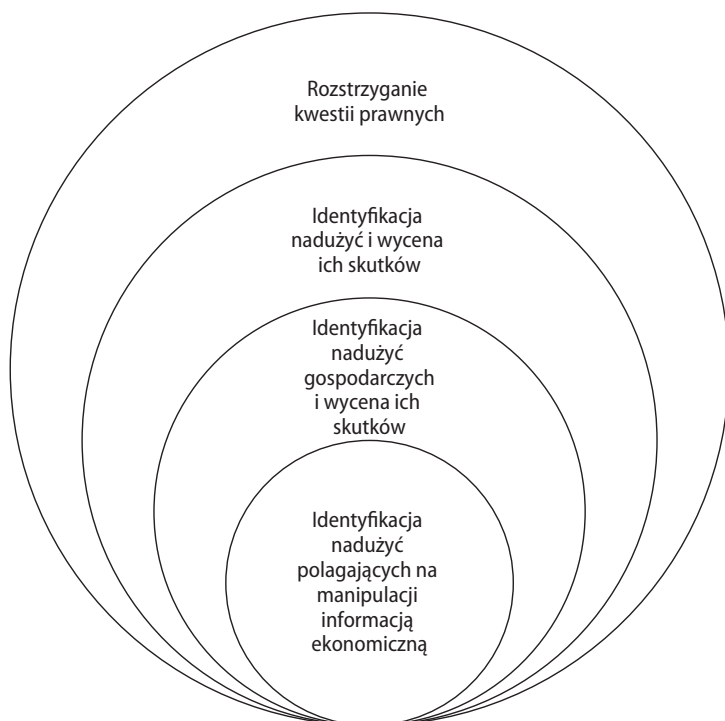 Rozstrzyganie
kwestii prawnych
Identyfikacja
nadużyć i wycena
ich skutków
Identyfikacja
nadużyć
gospodarczych
i wycena ich
skutków
Identyfikacja
nadużyć
polagających na
manipulacji
informacją
ekonomiczną